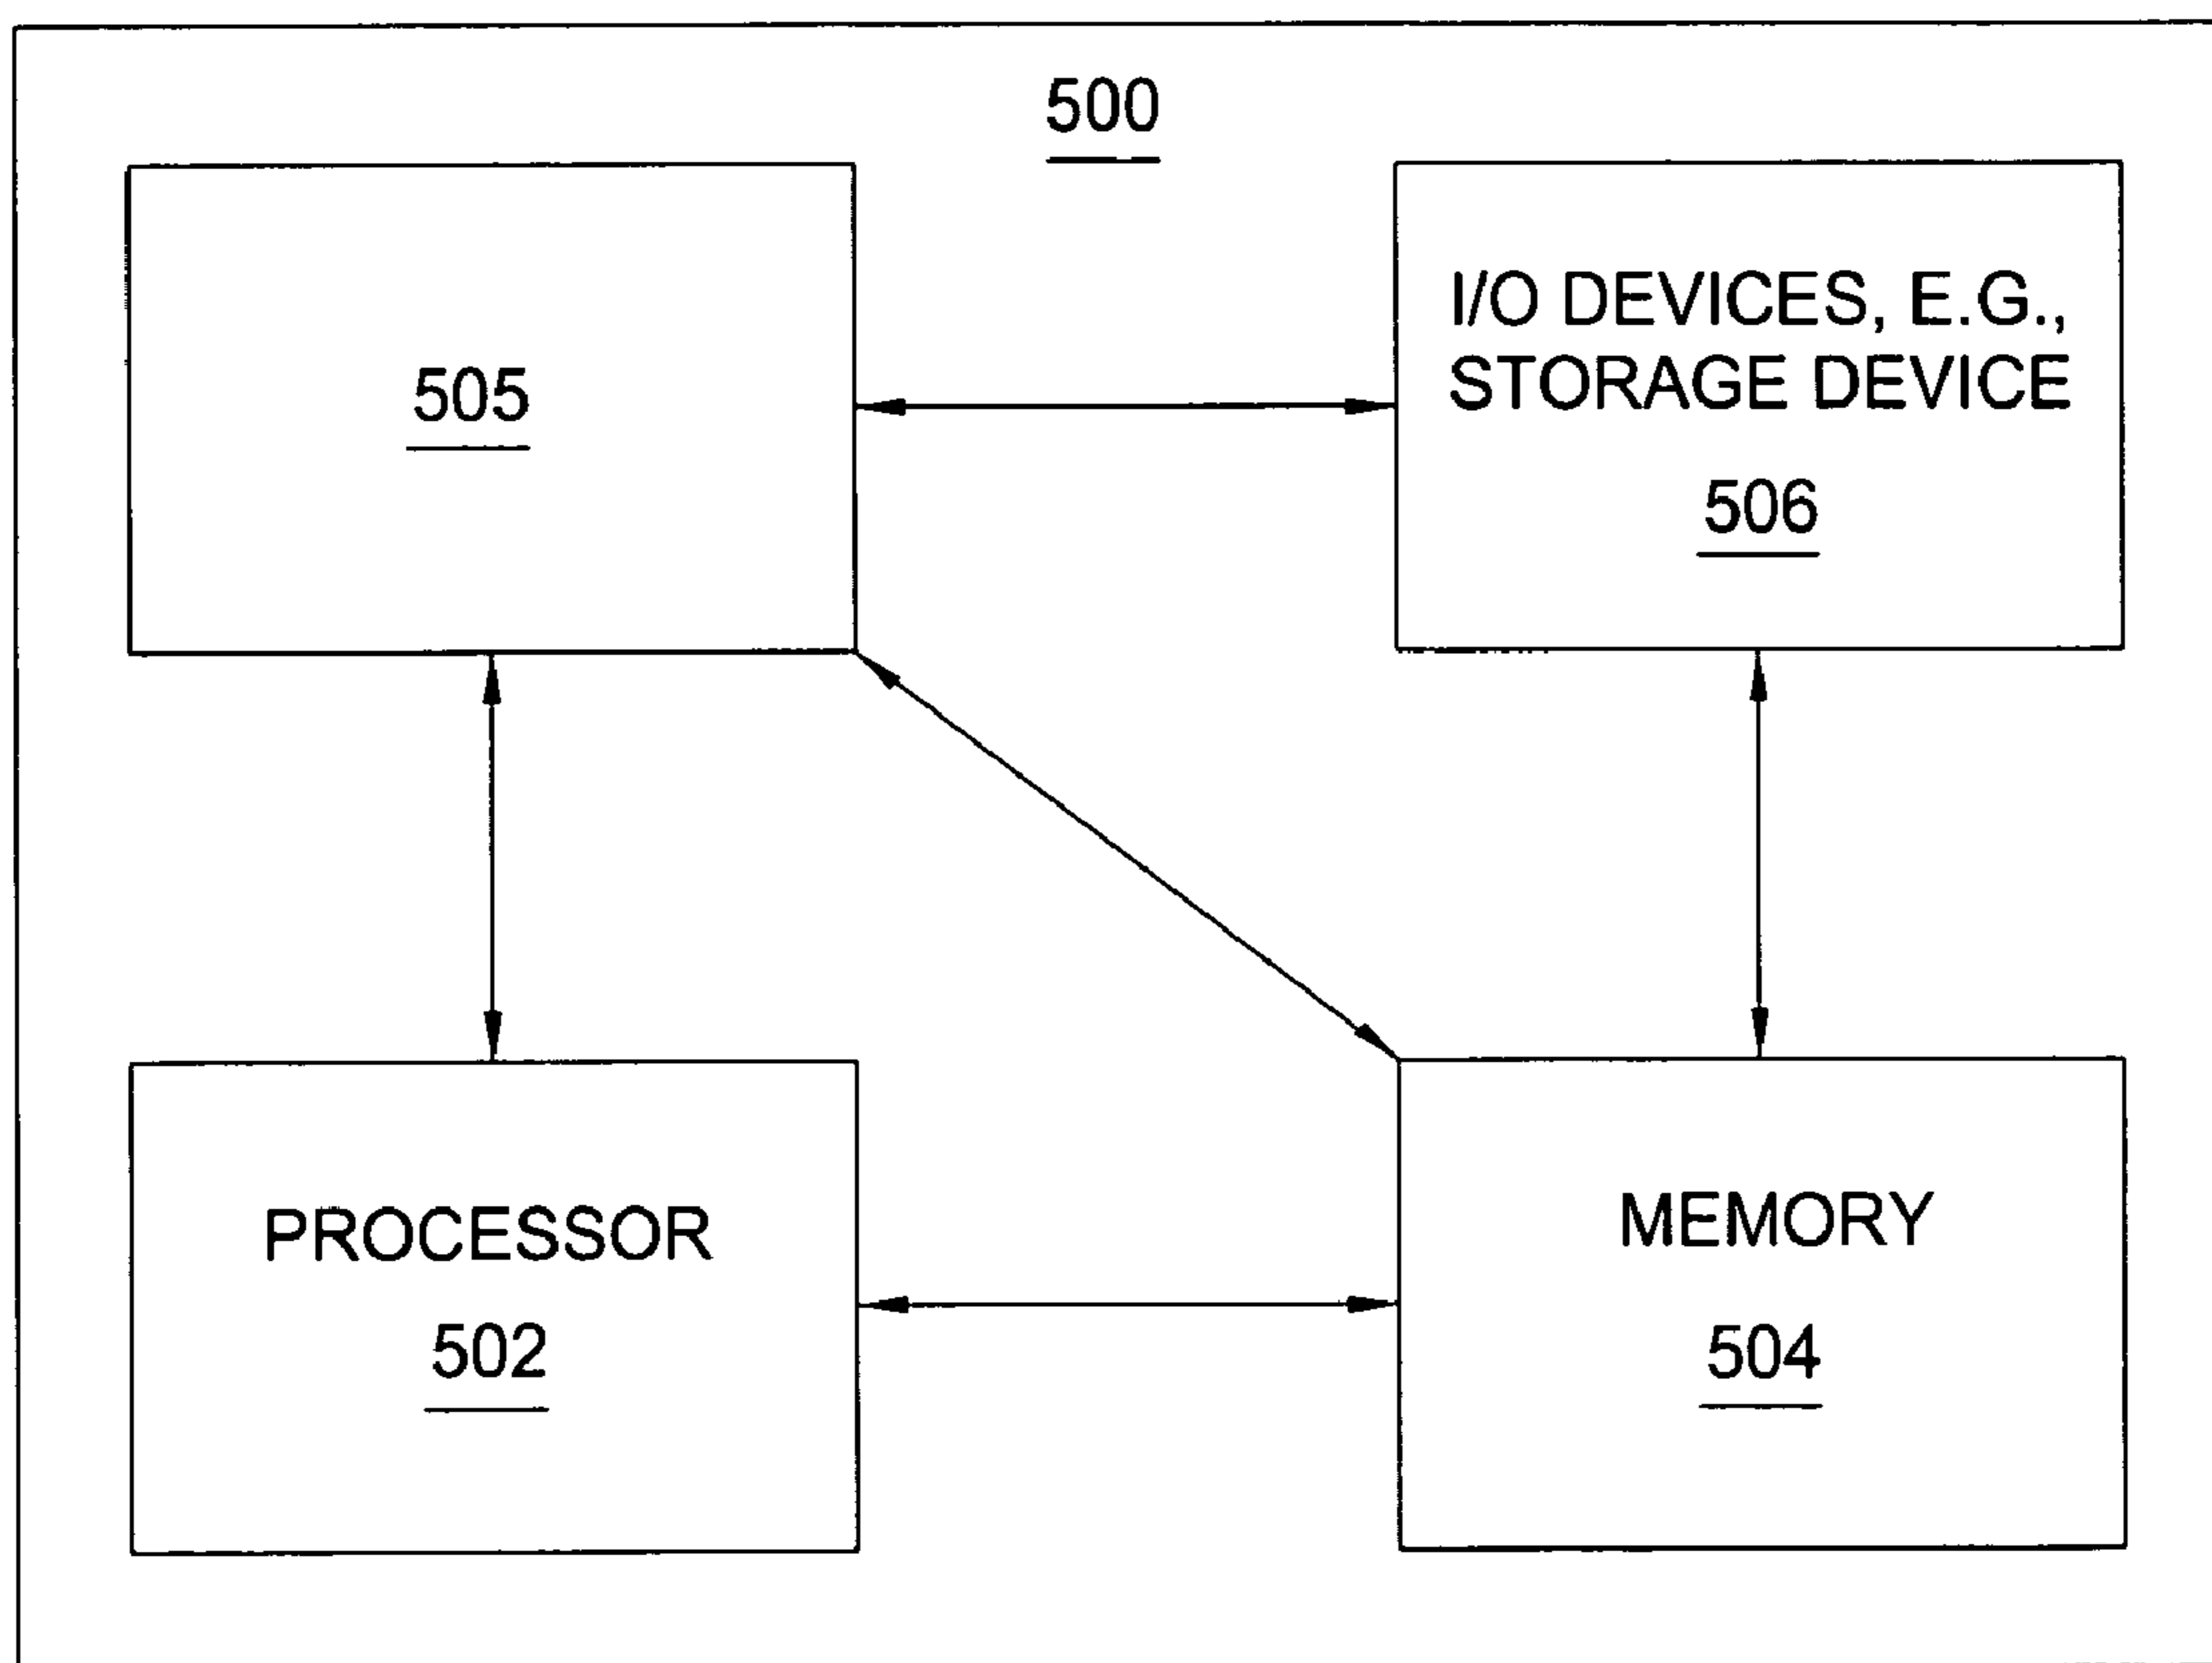 500
505
I/O DEVICES, E.G.,
STORAGE DEVICE
506
PROCESSOR
502
MEMORY
504